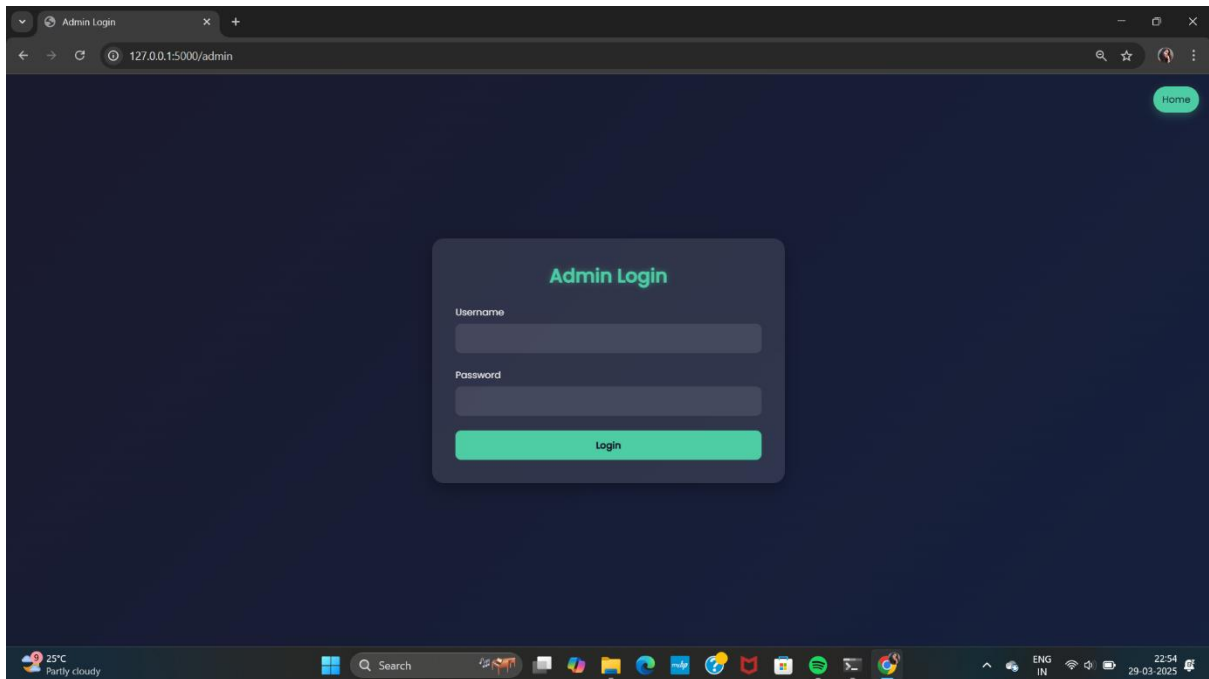 Admin Login
127.0.0.1:5000/admin
Home
Admin Login
Username
Password
Login
9
25°C
Partly cloudy
Search
ENG
IN
22:54
29-03-2025